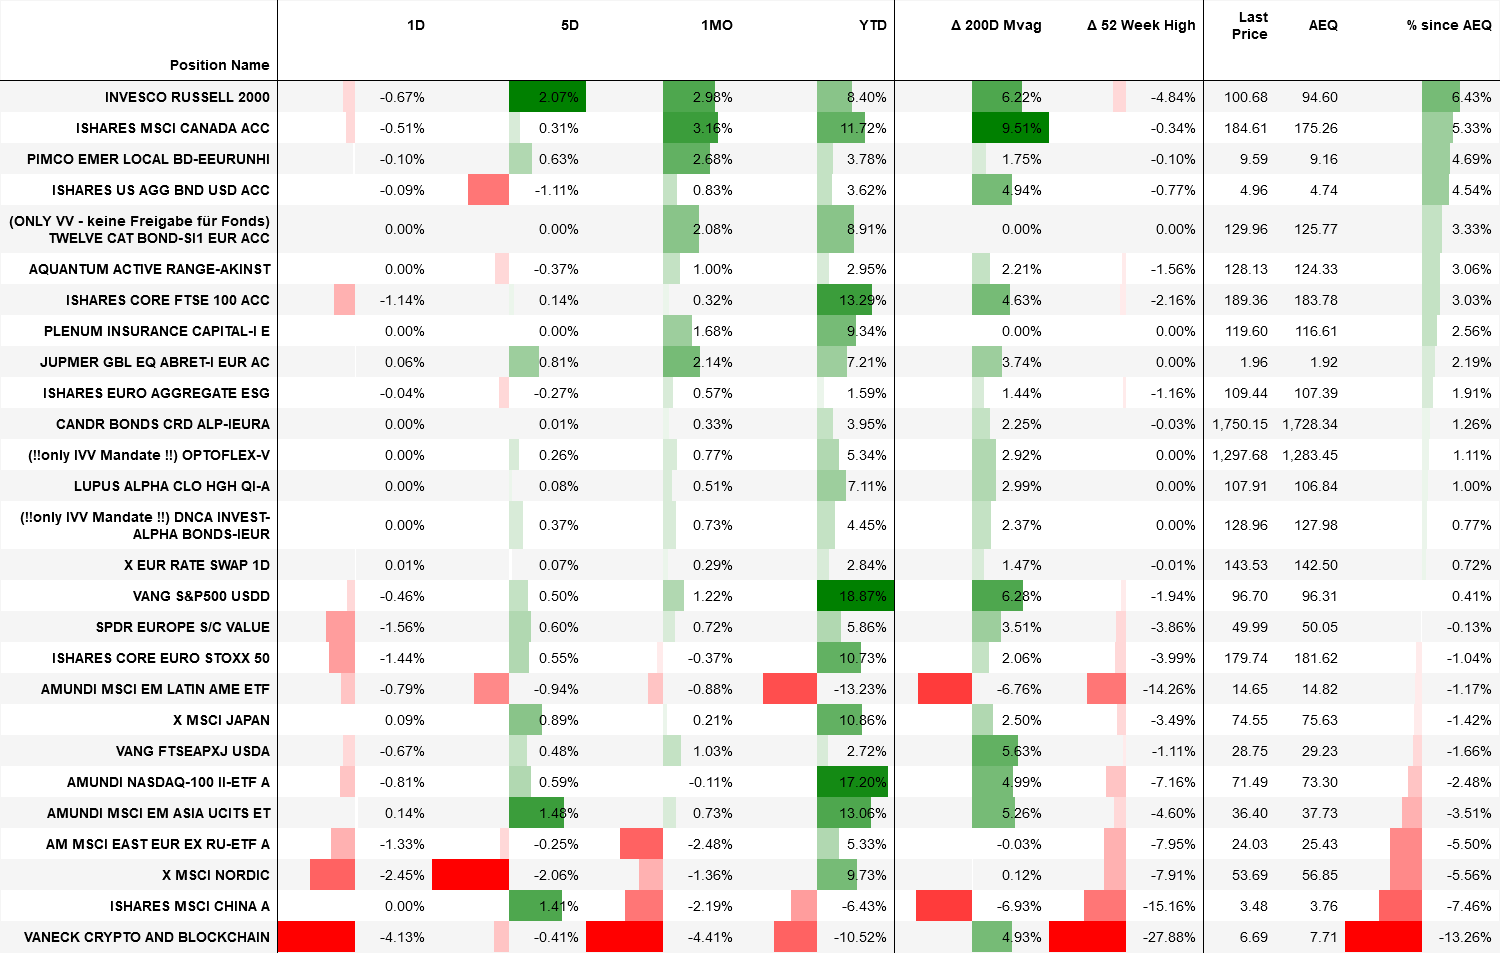 Position Name 1D 5D 1MO YTD Δ 200D Mvag Δ 52 Week High Last Price AEQ % since AEQ
INVESCO RUSSELL 2000 -0.67% 2.07% 2.98% 8.40% 6.22% -4.84% 100.68 94.60 6.43%
ISHARES MSCI CANADA ACC -0.51% 0.31% 3.16% 11.72% 9.51% -0.34% 184.61 175.26 5.33%
PIMCO EMER LOCAL BD-EEURUNHI -0.10% 0.63% 2.68% 3.78% 1.75% -0.10% 9.59 9.16 4.69%
ISHARES US AGG BND USD ACC -0.09% -1.11% 0.83% 3.62% 4.94% -0.77% 4.96 4.74 4.54%
(ONLY VV - keine Freigabe für Fonds)
TWELVE CAT BOND-SI1 EUR ACC 0.00% 0.00% 2.08% 8.91% 0.00% 0.00% 129.96 125.77 3.33%
AQUANTUM ACTIVE RANGE-AKINST 0.00% -0.37% 1.00% 2.95% 2.21% -1.56% 128.13 124.33 3.06%
ISHARES CORE FTSE 100 ACC -1.14% 0.14% 0.32% 13.29% 4.63% -2.16% 189.36 183.78 3.03%
PLENUM INSURANCE CAPITAL-I E 0.00% 0.00% 1.68% 9.34% 0.00% 0.00% 119.60 116.61 2.56%
JUPMER GBL EQ ABRET-I EUR AC 0.06% 0.81% 2.14% 7.21% 3.74% 0.00% 1.96 1.92 2.19%
ISHARES EURO AGGREGATE ESG -0.04% -0.27% 0.57% 1.59% 1.44% -1.16% 109.44 107.39 1.91%
CANDR BONDS CRD ALP-IEURA 0.00% 0.01% 0.33% 3.95% 2.25% -0.03% 1,750.15 1,728.34 1.26%
(!!only IVV Mandate !!) OPTOFLEX-V 0.00% 0.26% 0.77% 5.34% 2.92% 0.00% 1,297.68 1,283.45 1.11%
LUPUS ALPHA CLO HGH QI-A 0.00% 0.08% 0.51% 7.11% 2.99% 0.00% 107.91 106.84 1.00%
(!!only IVV Mandate !!) DNCA INVEST-
ALPHA BONDS-IEUR 0.00% 0.37% 0.73% 4.45% 2.37% 0.00% 128.96 127.98 0.77%
X EUR RATE SWAP 1D 0.01% 0.07% 0.29% 2.84% 1.47% -0.01% 143.53 142.50 0.72%
VANG S&P500 USDD -0.46% 0.50% 1.22% 18.87% 6.28% -1.94% 96.70 96.31 0.41%
SPDR EUROPE S/C VALUE -1.56% 0.60% 0.72% 5.86% 3.51% -3.86% 49.99 50.05 -0.13%
ISHARES CORE EURO STOXX 50 -1.44% 0.55% -0.37% 10.73% 2.06% -3.99% 179.74 181.62 -1.04%
AMUNDI MSCI EM LATIN AME ETF -0.79% -0.94% -0.88% -13.23% -6.76% -14.26% 14.65 14.82 -1.17%
X MSCI JAPAN 0.09% 0.89% 0.21% 10.86% 2.50% -3.49% 74.55 75.63 -1.42%
VANG FTSEAPXJ USDA -0.67% 0.48% 1.03% 2.72% 5.63% -1.11% 28.75 29.23 -1.66%
AMUNDI NASDAQ-100 II-ETF A -0.81% 0.59% -0.11% 17.20% 4.99% -7.16% 71.49 73.30 -2.48%
AMUNDI MSCI EM ASIA UCITS ET 0.14% 1.48% 0.73% 13.06% 5.26% -4.60% 36.40 37.73 -3.51%
AM MSCI EAST EUR EX RU-ETF A -1.33% -0.25% -2.48% 5.33% -0.03% -7.95% 24.03 25.43 -5.50%
X MSCI NORDIC -2.45% -2.06% -1.36% 9.73% 0.12% -7.91% 53.69 56.85 -5.56%
ISHARES MSCI CHINA A 0.00% 1.41% -2.19% -6.43% -6.93% -15.16% 3.48 3.76 -7.46%
VANECK CRYPTO AND BLOCKCHAIN -4.13% -0.41% -4.41% -10.52% 4.93% -27.88% 6.69 7.71 -13.26%